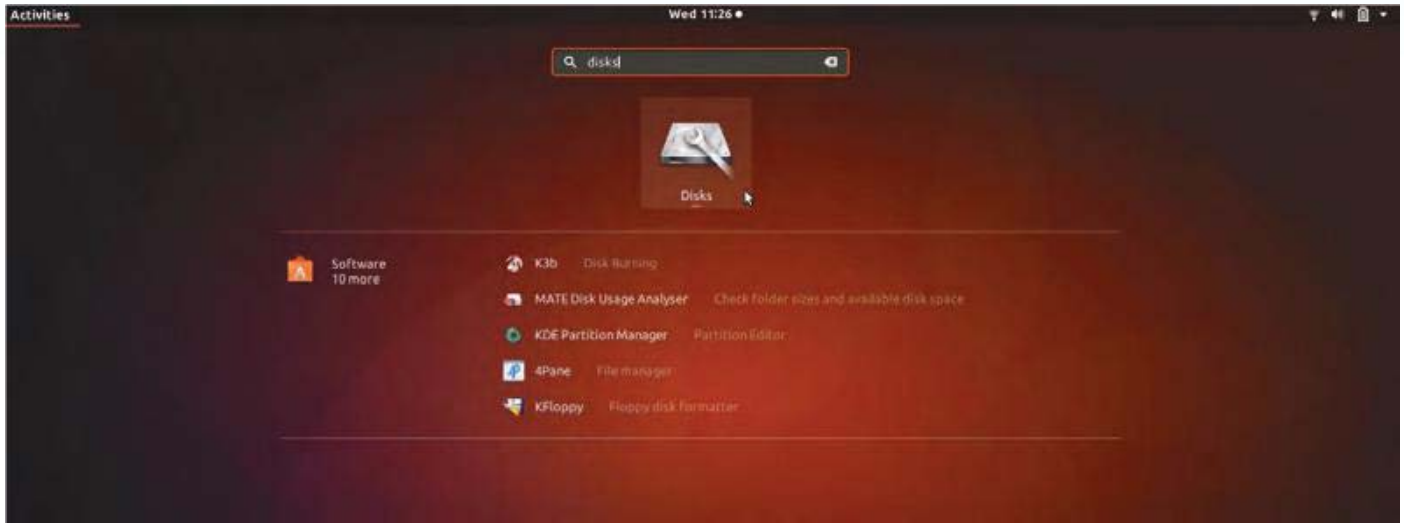 Activities
Wed 11:26
disks
Disks
Software
10 more
K3b Disk Burning
MATE Disk Usage Analyser Check folder sizes and available disk space
KDE Partition Manager Partition Editor
4Pane File manager
KFloppy Floppy disk formatter